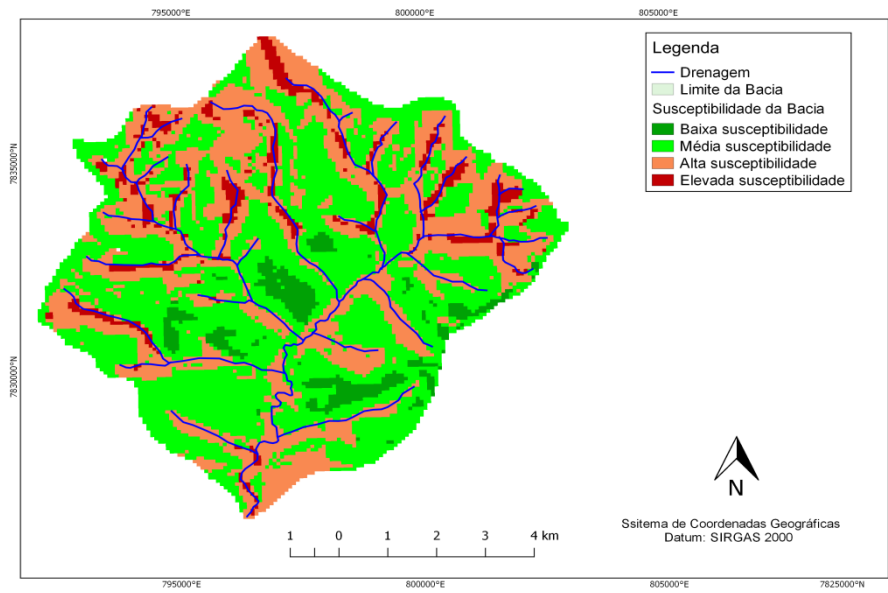 795000°E 800000°E 805000°E
Legenda
Drenagem
Limite da Bacia
Susceptibilidade da Bacia
Baixa susceptibilidade
Média susceptibilidade
Alta susceptibilidade
Elevada susceptibilidade
7835000°N
7830000°N
N
Ssitema de Coordenadas Geográficas
Datum: SIRGAS 2000
1 0 1 2 3 4 km
795000°E 800000°E 805000°E 7825000°N